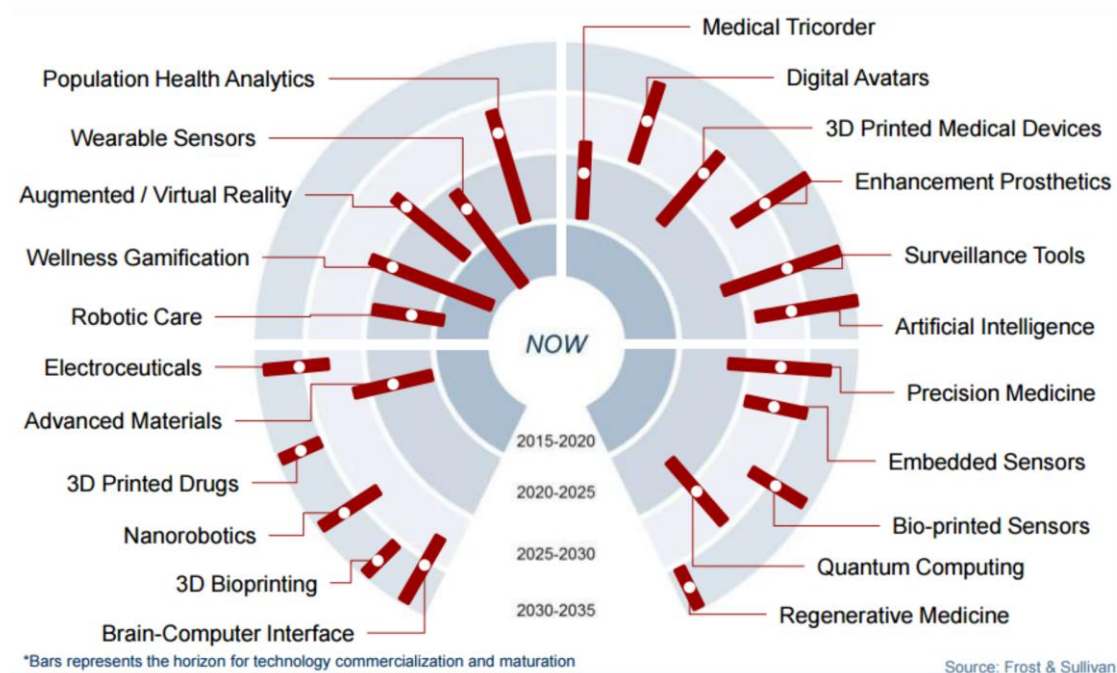 Medical Tricorder
Population Health Analytics
Digital Avatars
Wearable Sensors
3D Printed Medical Devices
Augmented / Virtual Reality
Enhancement Prosthetics
Wellness Gamification
Surveillance Tools
Robotic Care
Artificial Intelligence
NOW
Electroceuticals
Precision Medicine
Advanced Materials
2015-2020
Embedded Sensors
3D Printed Drugs
2020-2025
Bio-printed Sensors
Nanorobotics
2025-2030
Quantum Computing
3D Bioprinting
2030-2035
Regenerative Medicine
Brain-Computer Interface
*Bars represents the horizon for technology commercialization and maturation
Source: Frost & Sullivan